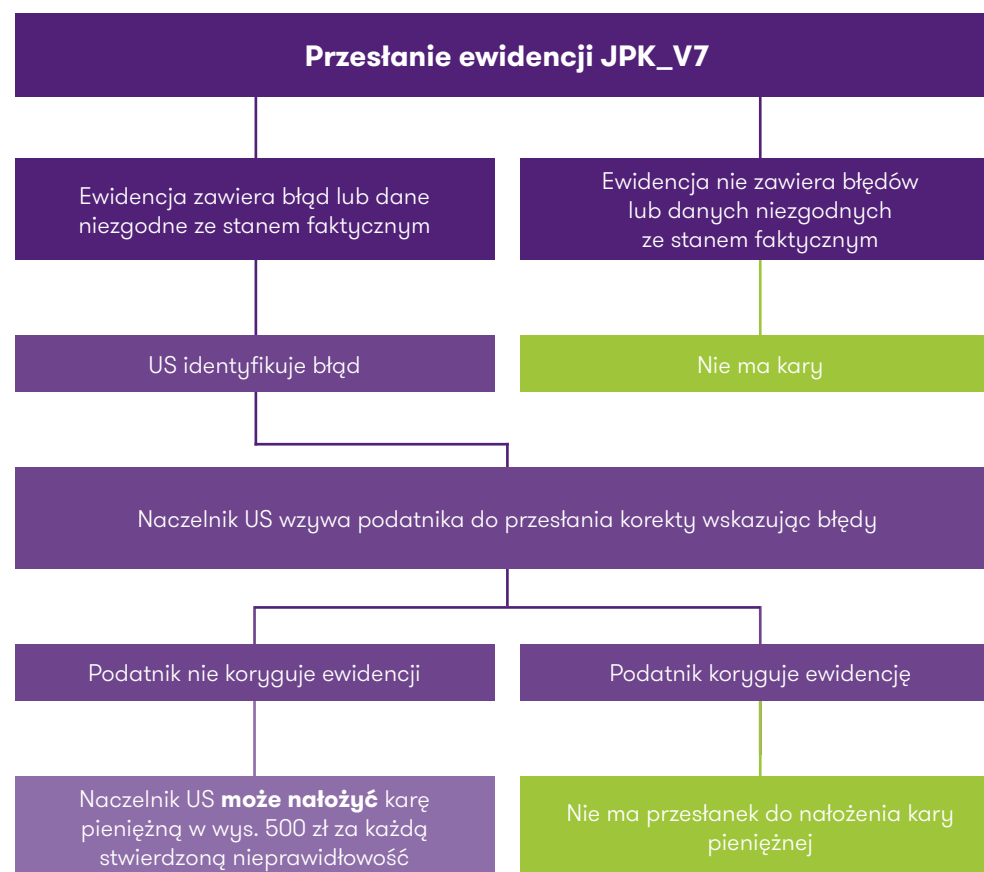 Przesłanie ewidencji JPK_V7
Ewidencja zawiera błąd lub dane
niezgodne ze stanem faktycznym
Ewidencja nie zawiera błędów
lub danych niezgodnych
ze stanem faktycznym
US identyfikuje błąd
Nie ma kary
Naczelnik US wzywa podatnika do przesłania korekty wskazując błędy
Podatnik nie koryguje ewidencji
Podatnik koryguje ewidencję
Naczelnik US może nałożyć karę
pieniężną w wys. 500 zł za każdą
stwierdzoną nieprawidłowość
Nie ma przesłanek do nałożenia kary
pieniężnej